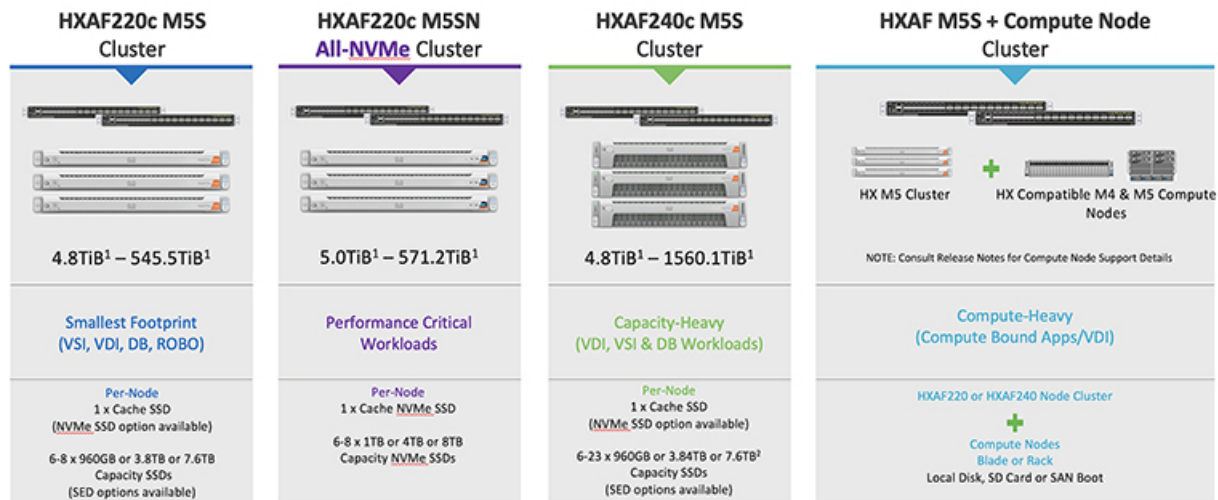 HXAF220c M5S
Cluster
4.8TiB¹ – 545.5TiB¹
Smallest Footprint
(VSI, VDI, DB, ROBO)
Per-Node
1 x Cache SSD
(NVMe SSD option available)
6-8 x 960GB or 3.8TB or 7.6TB
Capacity SSDs
(SED options available)
HXAF220c M5SN
All-NVMe Cluster
5.0TiB¹ – 571.2TiB¹
Performance Critical
Workloads
Per-Node
1 x Cache NVMe SSD
6-8 x 1TB or 4TB or 8TB
Capacity NVMe SSDs
HXAF240c M5S
Cluster
4.8TiB¹ – 1560.1TiB¹
Capacity-Heavy
(VDI, VSI & DB Workloads)
Per-Node
1 x Cache SSD
(NVMe SSD option available)
6-23 x 960GB or 3.84TB or 7.6TB²
Capacity SSDs
(SED options available)
HXAF M5S + Compute Node
Cluster
HX M5 Cluster
+
HX Compatible M4 & M5 Compute
Nodes
NOTE: Consult Release Notes for Compute Node Support Details
Compute-Heavy
(Compute Bound Apps/VDI)
HXAF220 or HXAF240 Node Cluster
+
Compute Nodes
Blade or Rack
Local Disk, SD Card or SAN Boot